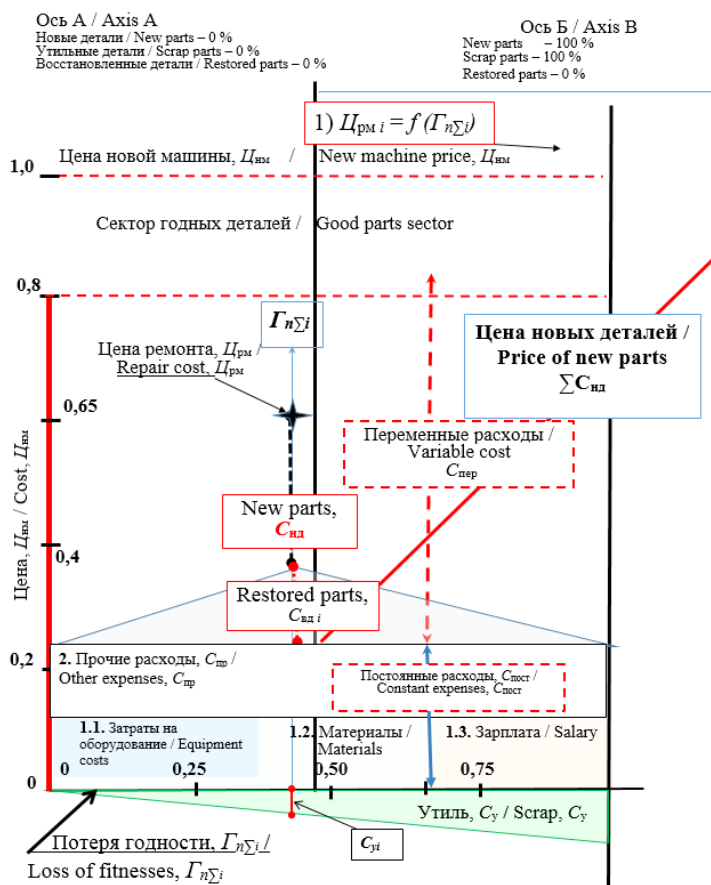 Ось А / Axis A
Новые детали / New parts – 0 %
Утильные детали / Scrap parts – 0 %
Восстановленные детали / Restored parts – 0 %
Ось Б / Axis B
New parts – 100 %
Scrap parts – 100 %
Restored parts – 0 %
1) Црм i = f (Гп∑i)
Цена новой машины, Цнм / New machine price, Цнм
1,0
Сектор годных деталей / Good parts sector
0,8
Гп∑i
Цена новых деталей /
Price of new parts
∑Снд
Цена ремонта, Црм /
Repair cost, Црм
0,65
Переменные расходы /
Variable cost
Спер
New parts,
Снд
0,4
Цена, Цнм / Cost, Цнм
Restored parts,
Свд i
2. Прочие расходы, Спр /
Other expenses, Спр
0,2
Постоянные расходы, Спост /
Constant expenses, Спост
1.1. Затраты на
оборудование / Equipment
costs
1.2. Материалы /
Materials
1.3. Зарплата / Salary
0
0 0,25 0,50 0,75
Утиль, Су / Scrap, Су
Потеря годности, Гп∑i /
Loss of fitnesses, Гп∑i
Суi